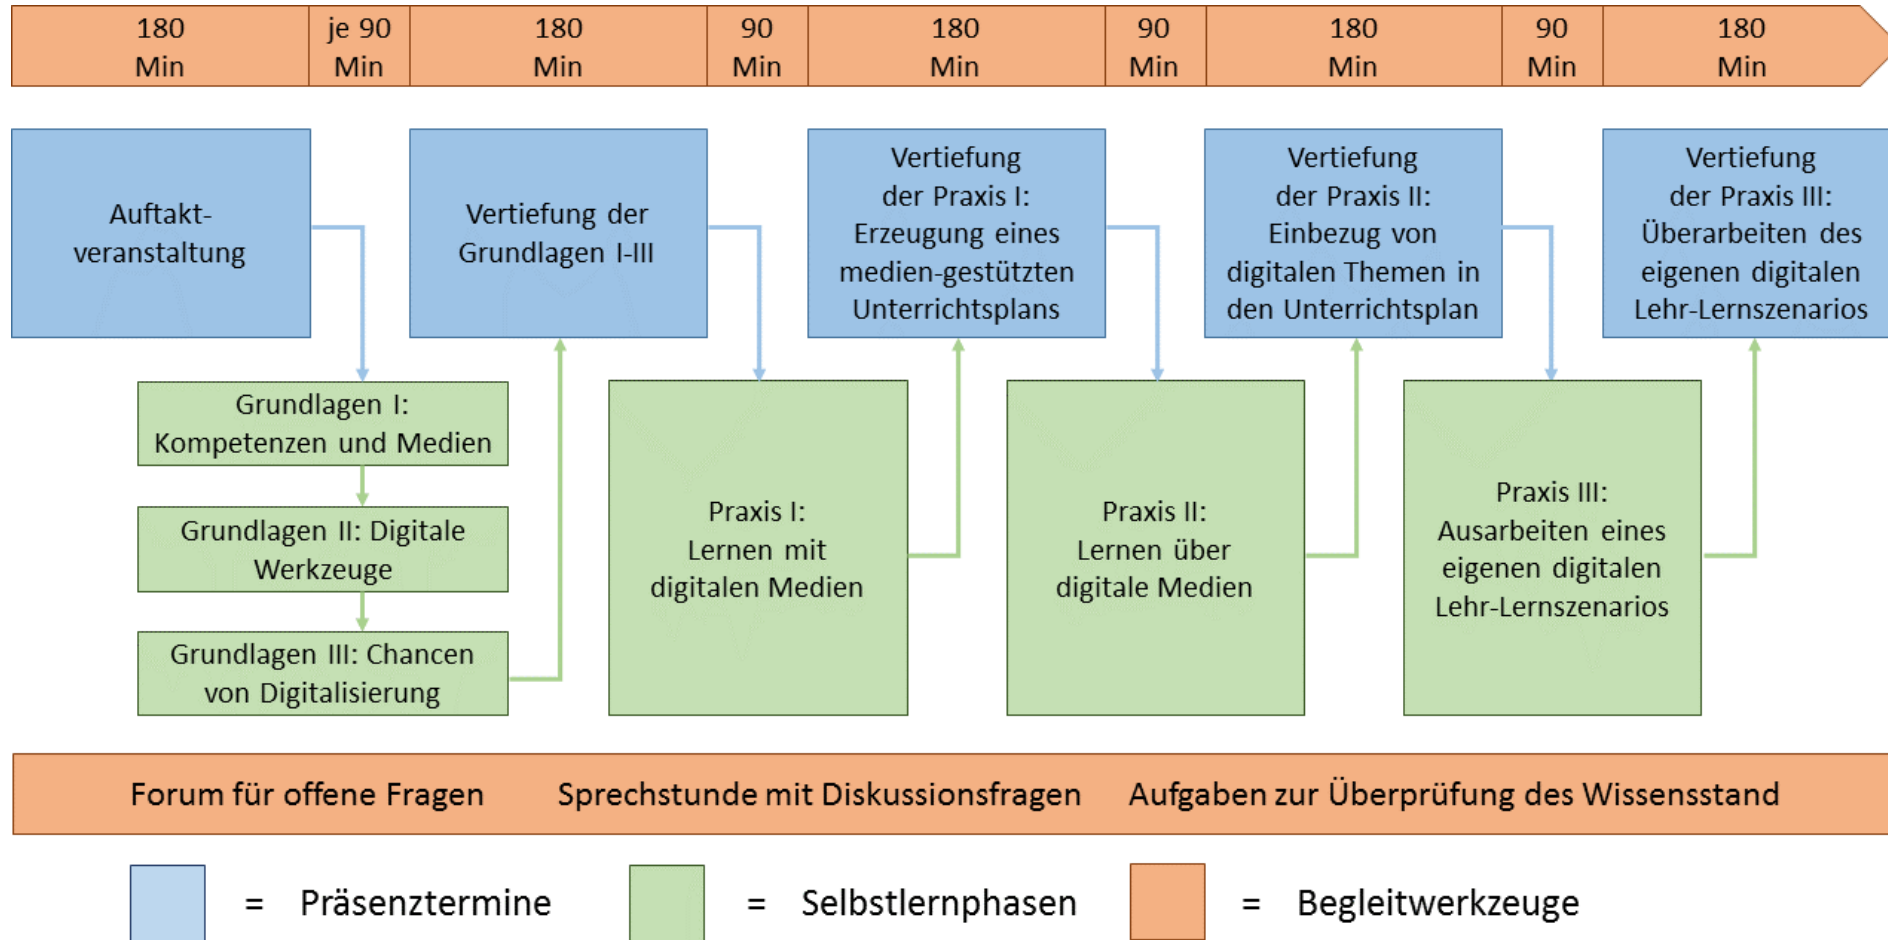 180
Min
je 90
Min
180
Min
90
Min
180
Min
90
Min
180
Min
90
Min
180
Min
Auftakt-
veranstaltung
Vertiefung der
Grundlagen I-III
Vertiefung
der Praxis I:
Erzeugung eines
medien-gestützten
Unterrichtsplans
Vertiefung
der Praxis II:
Einbezug von
digitalen Themen in
den Unterrichtsplan
Vertiefung
der Praxis III:
Überarbeiten des
eigenen digitalen
Lehr-Lernszenarios
Grundlagen I:
Kompetenzen und Medien
Grundlagen II: Digitale
Werkzeuge
Grundlagen III: Chancen
von Digitalisierung
Praxis I:
Lernen mit
digitalen Medien
Praxis II:
Lernen über
digitale Medien
Praxis III:
Ausarbeiten eines
eigenen digitalen
Lehr-Lernszenarios
Forum für offene Fragen Sprechstunde mit Diskussionsfragen Aufgaben zur Überprüfung des Wissensstand
= Präsenztermine = Selbstlernphasen = Begleitwerkzeuge